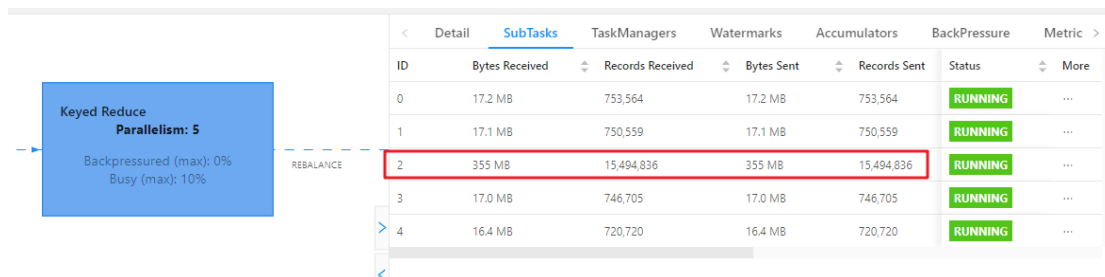 Detail SubTasks TaskManagers Watermarks Accumulators BackPressure Metric
ID Bytes Received Records Received Bytes Sent Records Sent Status More
0 17.2 MB 753,564 17.2 MB 753,564 RUNNING ...
1 17.1 MB 750,559 17.1 MB 750,559 RUNNING ...
2 355 MB 15,494,836 355 MB 15,494,836 RUNNING ...
3 17.0 MB 746,705 17.0 MB 746,705 RUNNING ...
4 16.4 MB 720,720 16.4 MB 720,720 RUNNING ...
Keyed Reduce
Parallelism: 5
Backpressured (max): 0%
Busy (max): 10%
REBALANCE